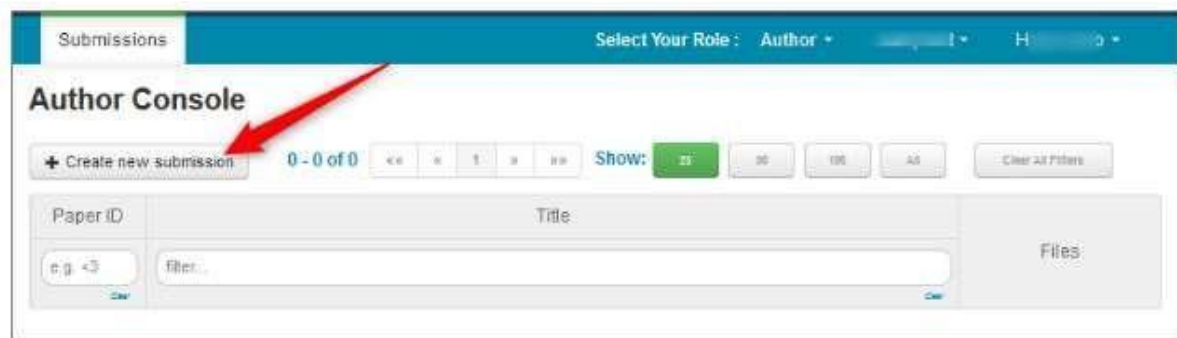 Submissions Select Your Role : Author
Author Console
+ Create new submission 0 - 0 of 0 «« « 1 » »» Show: 25 50 100 All Clear All Filters
Paper ID Title Files
e.g. <3 filter...
Clear Clear